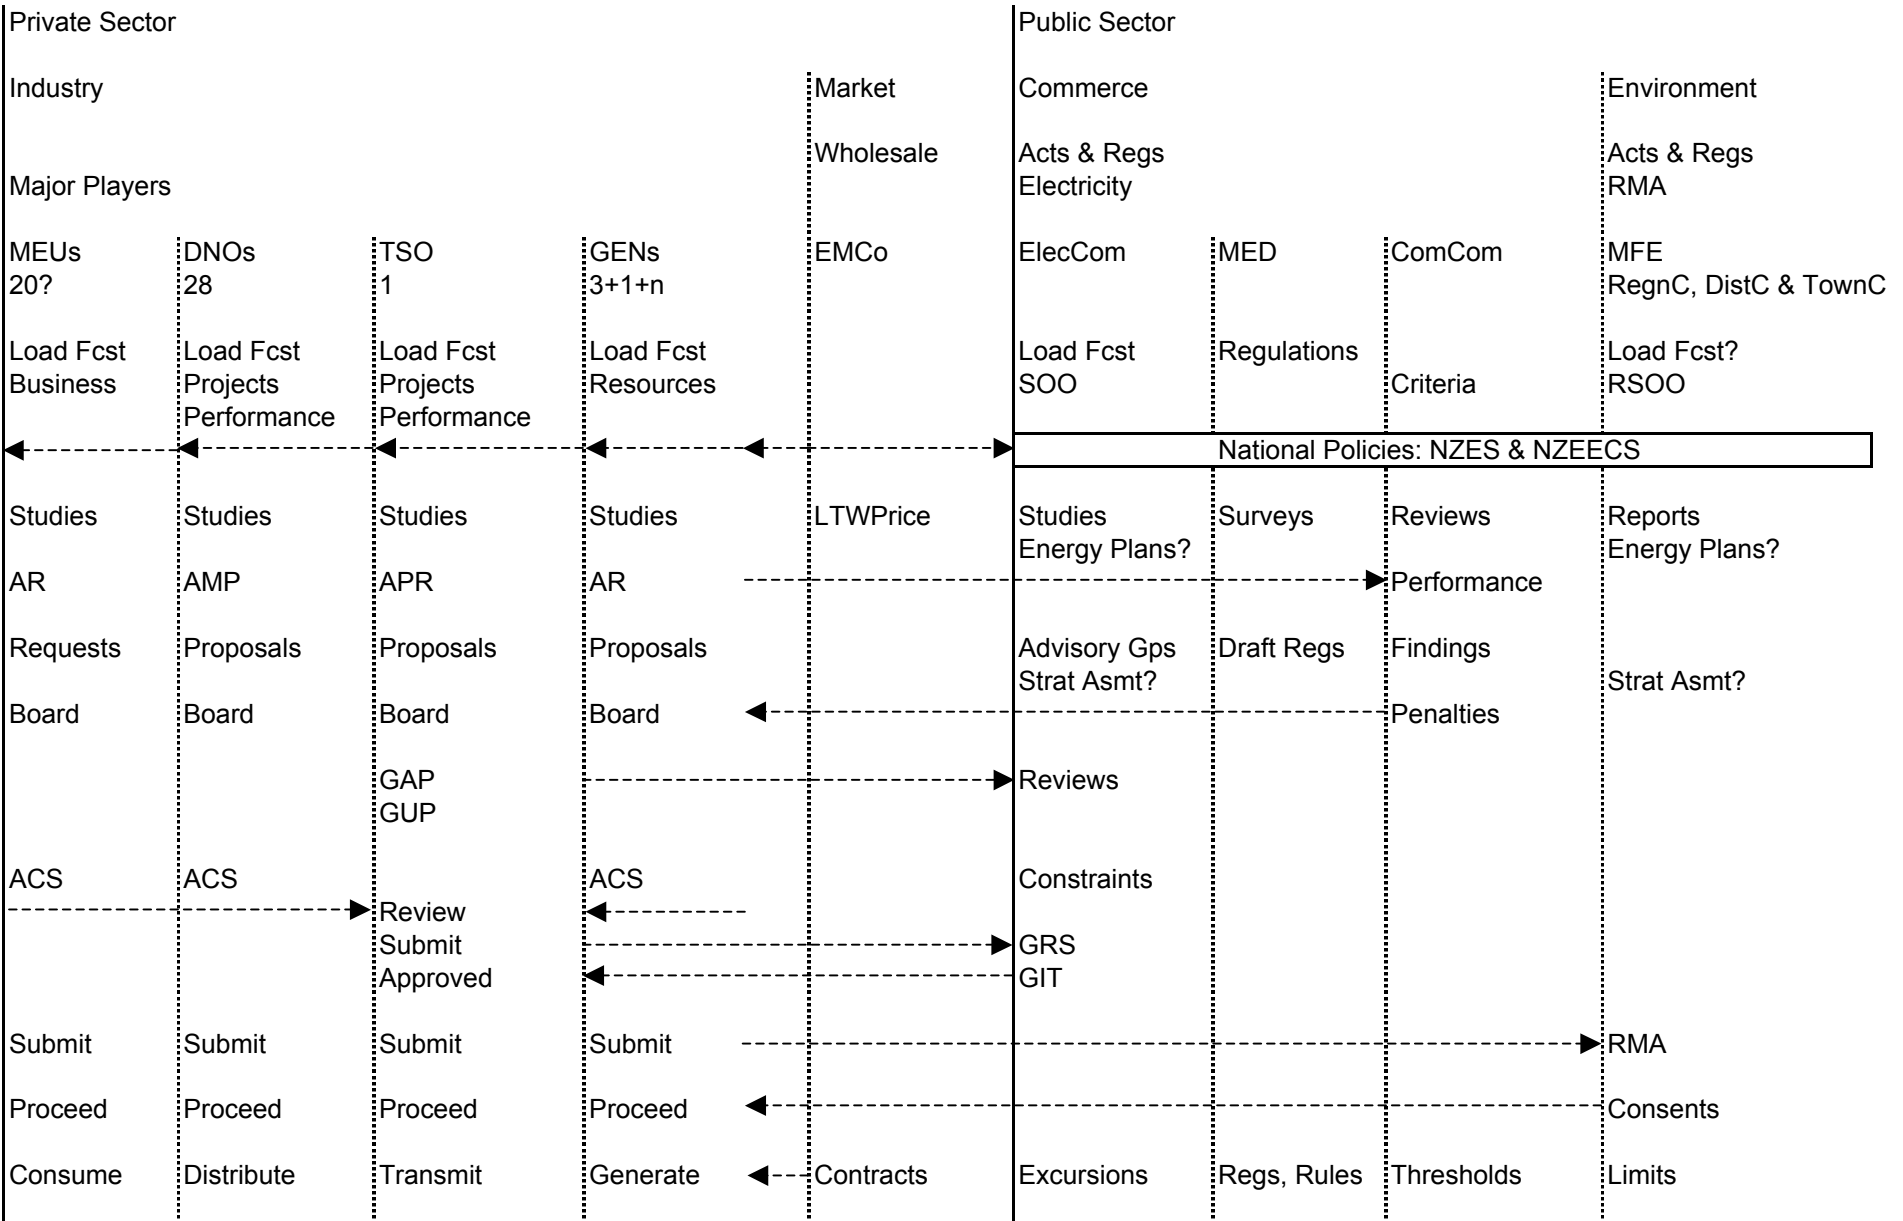 Private Sector Public Sector
Industry Market Commerce Environment
Wholesale Acts & Regs Acts & Regs
Major Players Electricity RMA
MEUs DNOs TSO GENs EMCo ElecCom MED ComCom MFE
20? 28 1 3+1+n RegnC, DistC & TownC
Load Fcst Load Fcst Load Fcst Load Fcst Load Fcst Regulations Load Fcst?
Business Projects Projects Resources SOO Criteria RSOO
Performance Performance
National Policies: NZES & NZEECS
Studies Studies Studies Studies LTWPrice Studies Surveys Reviews Reports
Energy Plans? Energy Plans?
AR AMP APR AR Performance
Requests Proposals Proposals Proposals Advisory Gps Draft Regs Findings
Strat Asmt? Strat Asmt?
Board Board Board Board Penalties
GAP Reviews
GUP
ACS ACS ACS Constraints
Review
Submit GRS
Approved GIT
Submit Submit Submit Submit RMA
Proceed Proceed Proceed Proceed Consents
Consume Distribute Transmit Generate Contracts Excursions Regs, Rules Thresholds Limits